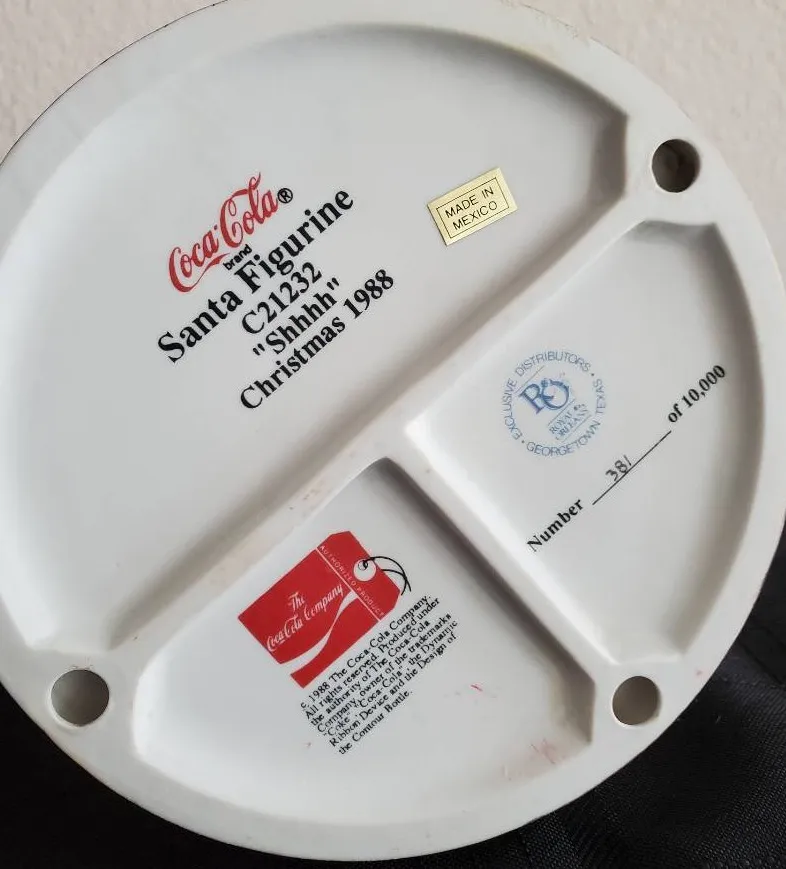 Coca-Cola®
brand
Santa Figurine
C21232
"Shhhh"
Christmas 1988
MADE IN
MEXICO
• EXCLUSIVE DISTRIBUTORS •
RO
ROYAL
ORLEANS
GEORGETOWN TEXAS
Number 381 of 10,000
AUTHORIZED PRODUCT
The
Coca-Cola Company
© 1988 The Coca-Cola Company.
All rights reserved. Produced under
the authority of The Coca-Cola
Company, owner of the trademarks
"Coke", "Coca-Cola", the Dynamic
Ribbon Device and the Design of
the Contour Bottle.